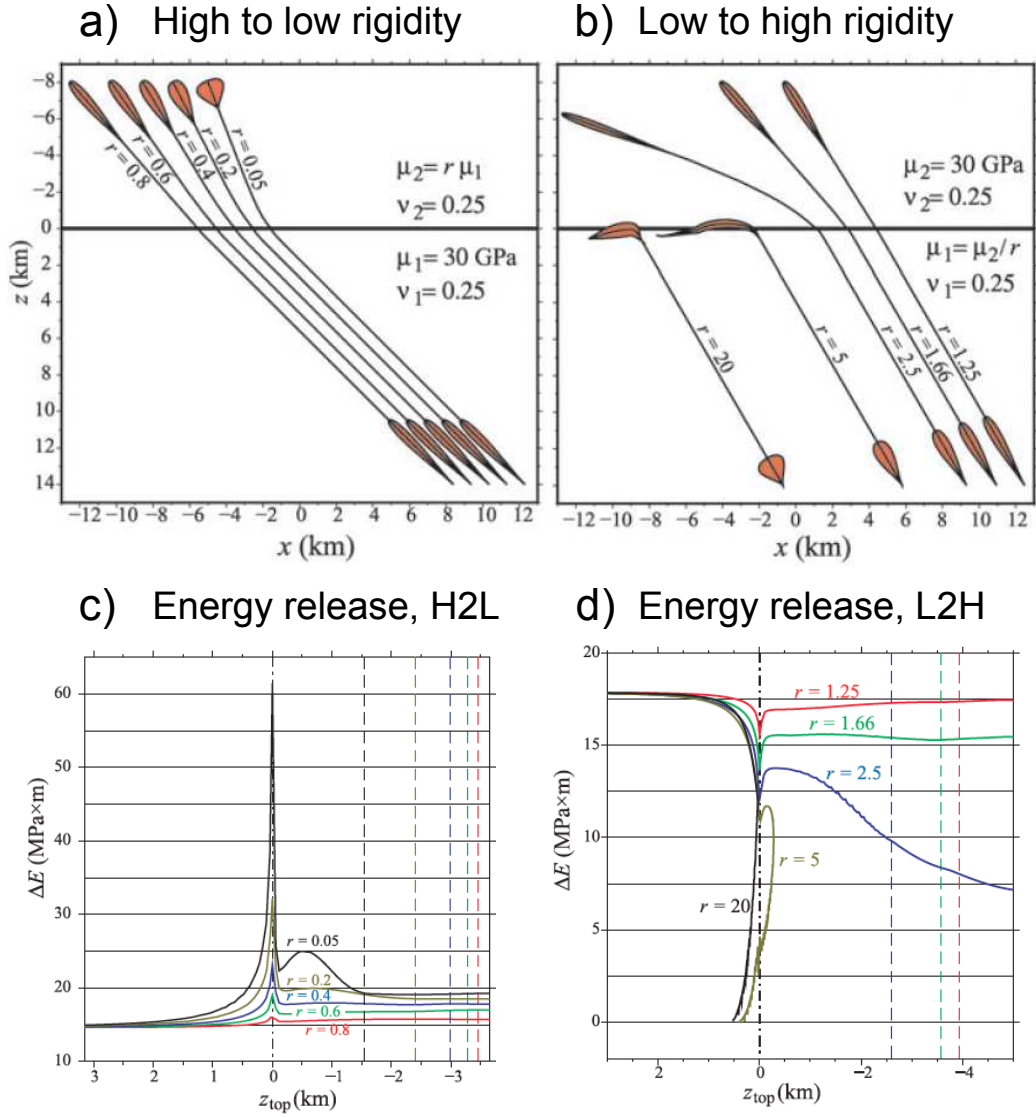 a) High to low rigidity
b) Low to high rigidity
−8
−6
−4
−2
0
2
4
6
8
10
12
14
z (km)
r = 0.8
r = 0.6
r = 0.4
r = 0.2
r = 0.05
μ2= r μ1
ν2= 0.25
μ1= 30 GPa
ν1= 0.25
−12 −10 −8 −6 −4 −2 0 2 4 6 8 10 12
x (km)
μ2= 30 GPa
ν2= 0.25
μ1= μ2/r
ν1= 0.25
r = 20
r = 5
r = 2.5
r = 1.66
r = 1.25
−12 −10 −8 −6 −4 −2 0 2 4 6 8 10 12
x (km)
c) Energy release, H2L
d) Energy release, L2H
60
50
40
30
20
10
ΔE (MPa×m)
r = 0.05
r = 0.2
r = 0.4
r = 0.6
r = 0.8
3 2 1 0 −1 −2 −3
ztop(km)
20
15
10
5
0
ΔE (MPa×m)
r = 1.25
r = 1.66
r = 2.5
r = 5
r = 20
2 0 −2 −4
ztop(km)